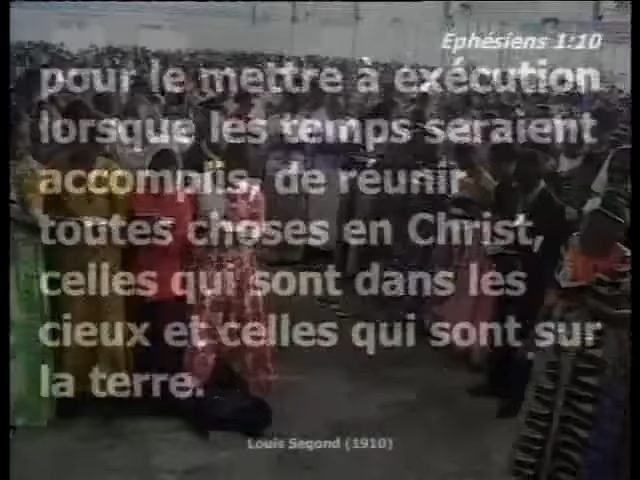 Ephésiens 1:10
pour le mettre à exécution
lorsque les temps seraient
accomplis, de réunir
toutes choses en Christ,
celles qui sont dans les
cieux et celles qui sont sur
la terre.
Louis Segond (1910)